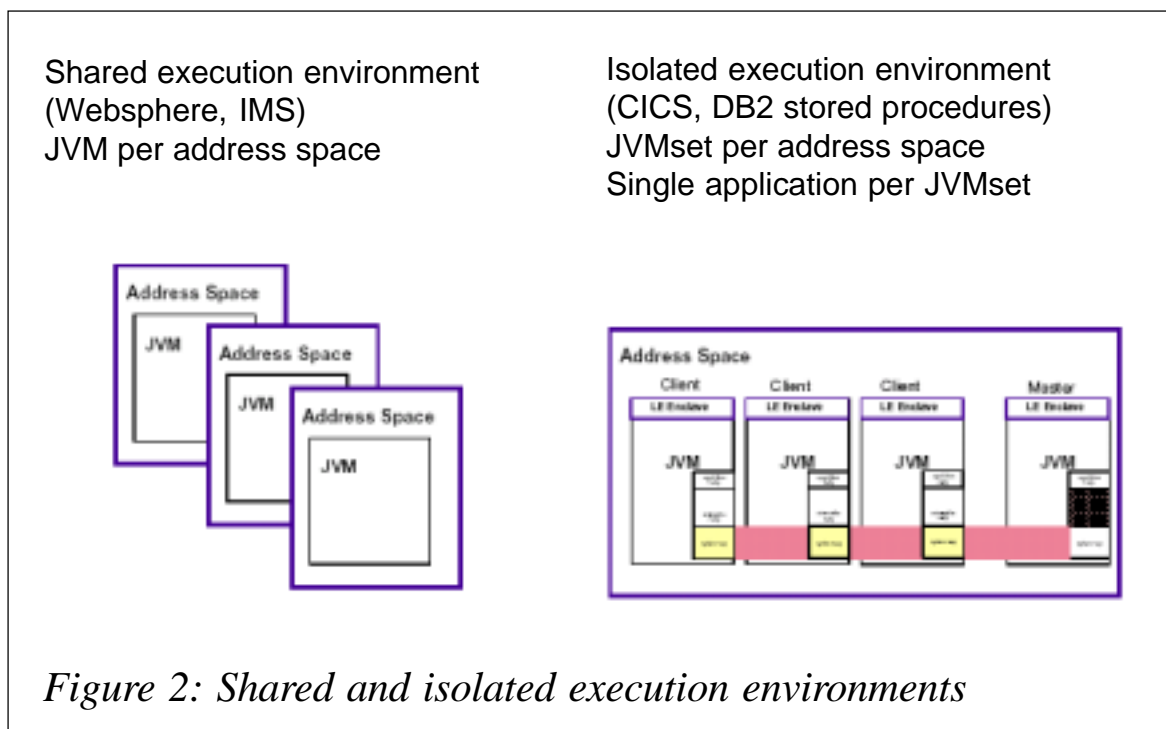 Shared execution environment
(Websphere, IMS)
JVM per address space
Isolated execution environment
(CICS, DB2 stored procedures)
JVMset per address space
Single application per JVMset
Address Space
JVM
Address Space
JVM
Address Space
JVM
Address Space
Client Client Client Master
LE Enclave LE Enclave LE Enclave LE Enclave
JVM JVM JVM JVM
Figure 2: Shared and isolated execution environments